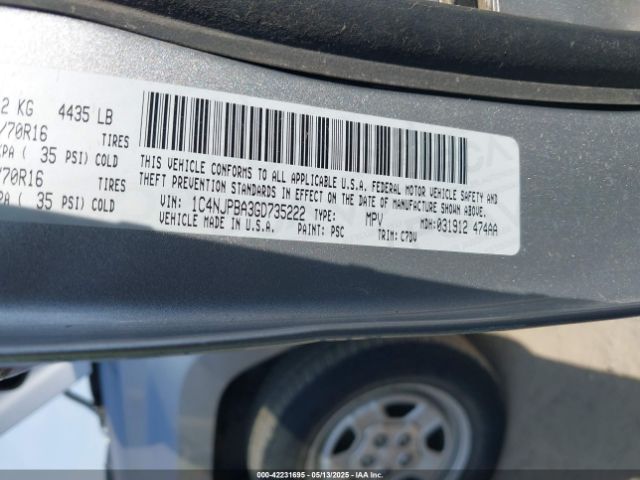 2 KG 4435 LB
/70R16 TIRES
KPA ( 35 PSI) COLD
/70R16 TIRES
PA ( 35 PSI) COLD
THIS VEHICLE CONFORMS TO ALL APPLICABLE U.S.A. FEDERAL MOTOR VEHICLE SAFETY AND
THEFT PREVENTION STANDARDS IN EFFECT ON THE DATE OF MANUFACTURE SHOWN ABOVE.
VIN: 1C4NJPBA3GD735222 TYPE: MPV MDH: 031912 474AA
VEHICLE MADE IN U.S.A. PAINT: PSC TRIM: C7DV
000-42231695 - 05/13/2025 - IAAI.COM